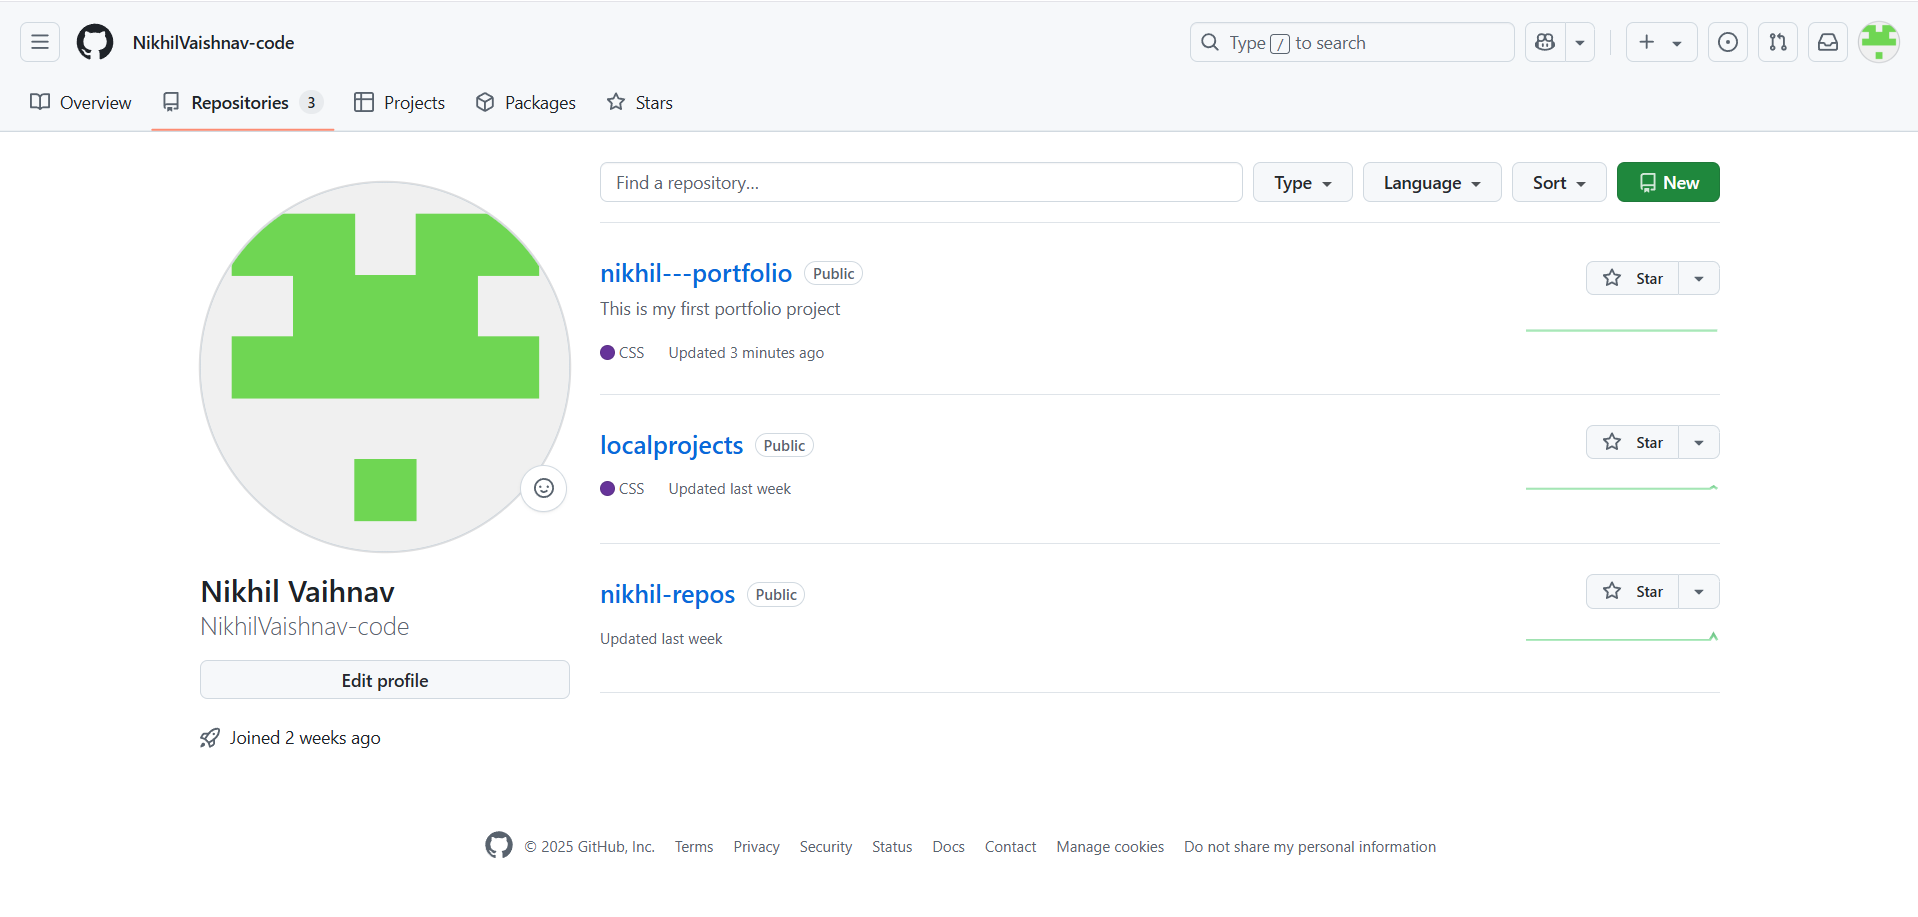 NikhilVaishnav-code
Type / to search
Overview Repositories 3 Projects Packages Stars
Find a repository... Type Language Sort New
nikhil---portfolio Public Star
This is my first portfolio project
CSS Updated 3 minutes ago
localprojects Public Star
CSS Updated last week
nikhil-repos Public Star
Updated last week
Nikhil Vaihnav
NikhilVaishnav-code
Edit profile
Joined 2 weeks ago
© 2025 GitHub, Inc. Terms Privacy Security Status Docs Contact Manage cookies Do not share my personal information